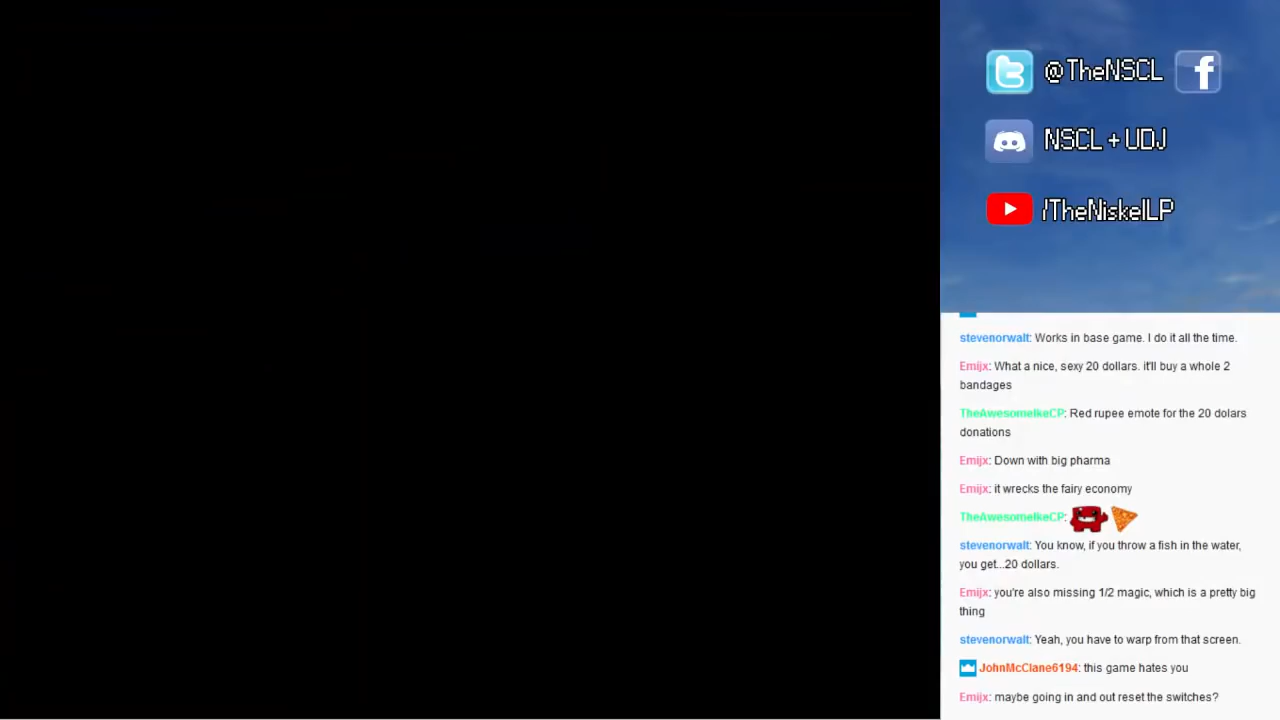 @TheNSCL
NSCL + UDJ
/TheNiskelLP
stevenorwalt: Works in base game. I do it all the time.
Emijx: What a nice, sexy 20 dollars. it'll buy a whole 2
bandages
TheAwesomeIkeCP: Red rupee emote for the 20 dolars
donations
Emijx: Down with big pharma
Emijx: it wrecks the fairy economy
TheAwesomeIkeCP:
stevenorwalt: You know, if you throw a fish in the water,
you get...20 dollars.
Emijx: you're also missing 1/2 magic, which is a pretty big
thing
stevenorwalt: Yeah, you have to warp from that screen.
JohnMcClane6194: this game hates you
Emijx: maybe going in and out reset the switches?